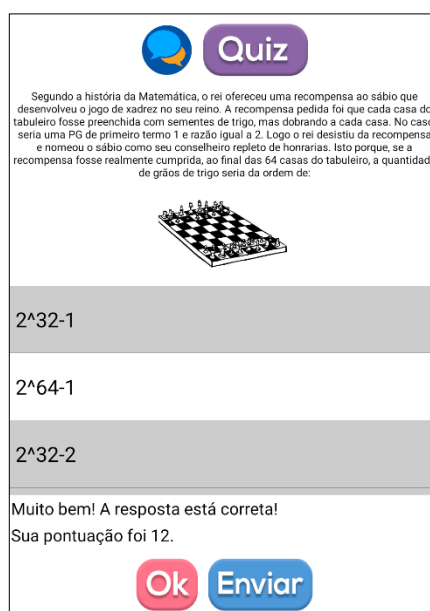 Quiz
Segundo a história da Matemática, o rei ofereceu uma recompensa ao sábio que
desenvolveu o jogo de xadrez no seu reino. A recompensa pedida foi que cada casa do
tabuleiro fosse preenchida com sementes de trigo, mas dobrando a cada casa. No caso
seria uma PG de primeiro termo 1 e razão igual a 2. Logo o rei desistiu da recompensa
e nomeou o sábio como seu conselheiro repleto de honrarias. Isto porque, se a
recompensa fosse realmente cumprida, ao final das 64 casas do tabuleiro, a quantidad
de grãos de trigo seria da ordem de:
2^32-1
2^64-1
2^32-2
Muito bem! A resposta está correta!
Sua pontuação foi 12.
Ok Enviar